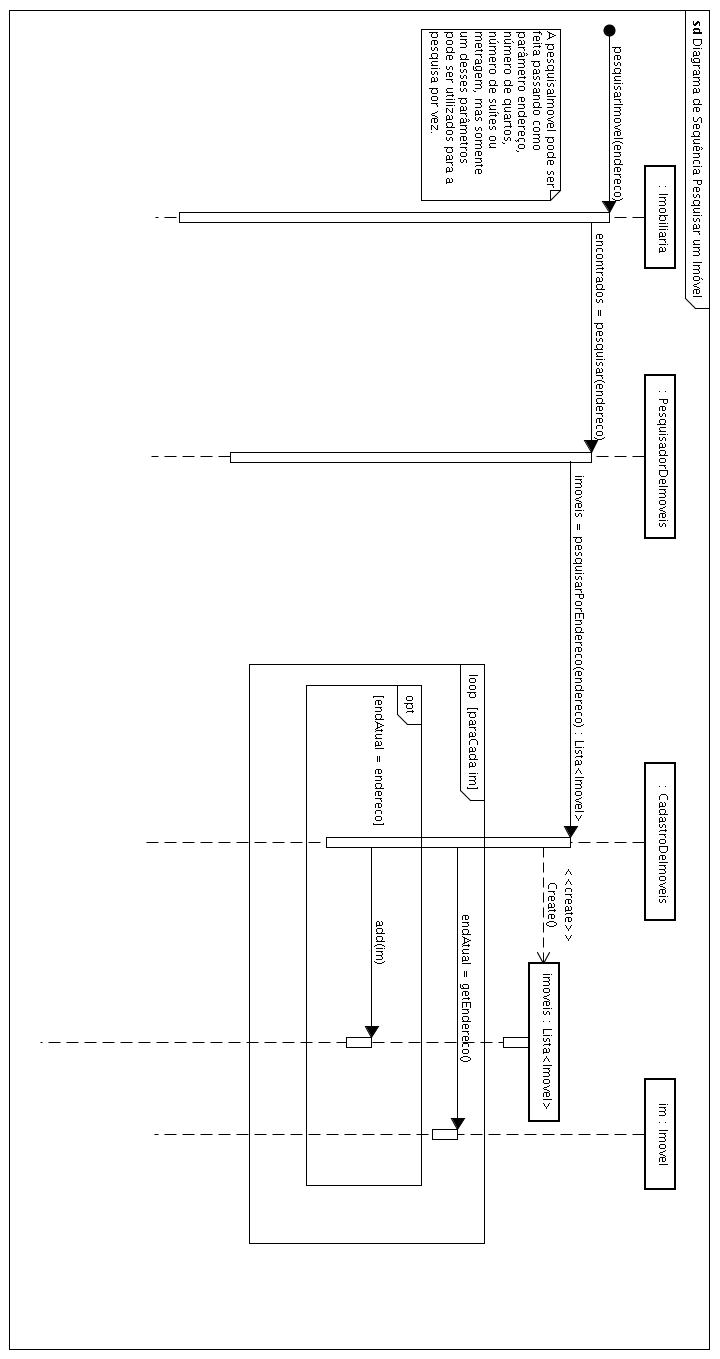 sd Diagrama de Sequência Pesquisar um Imóvel
: Imobiliaria
: PesquisadorDeImoveis
: CadastroDeImoveis
im : Imovel
pesquisarImovel(endereco)
encontrados = pesquisar(endereco)
imoveis = pesquisarPorEndereco(endereco) : Lista<Imovel>
<<create>>
Create()
imoveis : Lista<Imovel>
A pesquisaImovel pode ser
feita passando como
parâmetro endereço,
número de quartos,
número de suítes ou
metragem, mas somente
um desses parâmetros
pode ser utilizados para a
pesquisa por vez.
loop [paraCada im]
endAtual = getEndereco()
opt
[endAtual = endereco]
add(im)